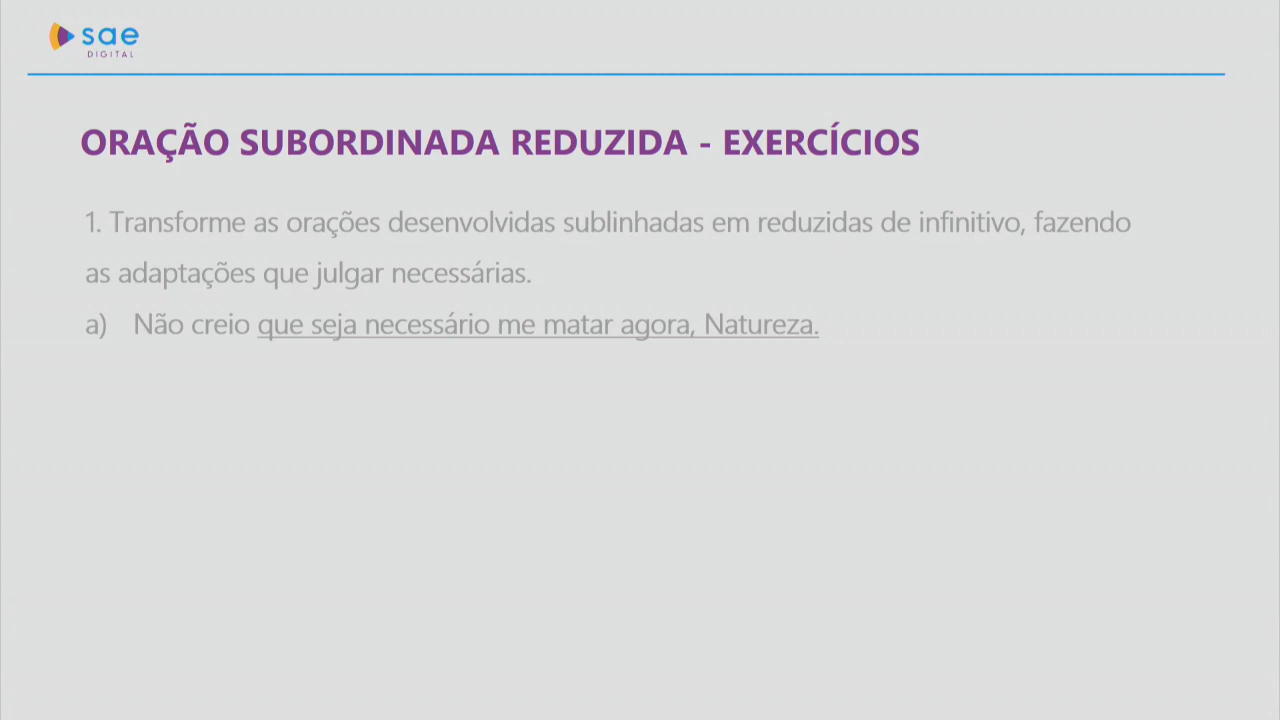 sae
DIGITAL
ORAÇÃO SUBORDINADA REDUZIDA - EXERCÍCIOS
1. Transforme as orações desenvolvidas sublinhadas em reduzidas de infinitivo, fazendo
as adaptações que julgar necessárias.
a) Não creio que seja necessário me matar agora, Natureza.